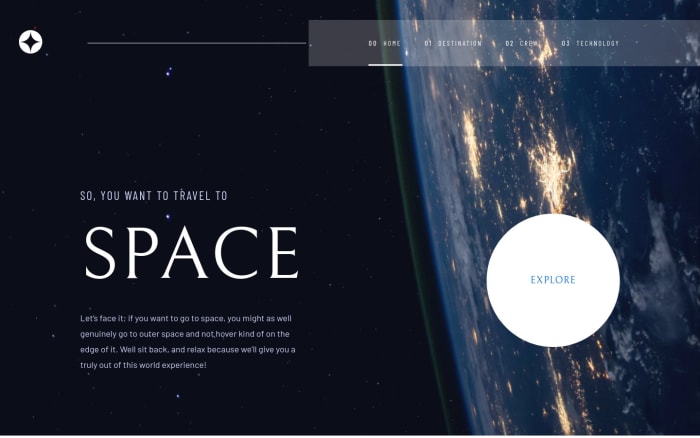 00 HOME 01 DESTINATION 02 CREW 03 TECHNOLOGY
SO, YOU WANT TO TRAVEL TO
SPACE
Let's face it; if you want to go to space, you might as well
genuinely go to outer space and not hover kind of on the
edge of it. Well sit back, and relax because we'll give you a
truly out of this world experience!
EXPLORE